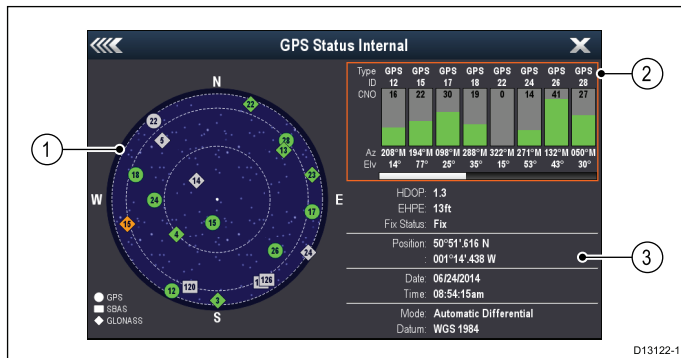 GPS Status Internal
N
W
E
S
22
22
5
28
13
18
23
14
24
17
15
15
4
26
24
12
120
126
3
GPS
SBAS
GLONASS
1
Type GPS GPS GPS GPS GPS GPS GPS GPS
ID 12 15 17 18 22 24 26 28
CNO 16 22 30 19 0 14 41 27
Az 208°M 194°M 098°M 288°M 322°M 271°M 132°M 050°M
Elv 14° 77° 25° 35° 15° 53° 43° 30°
2
HDOP: 1.3
EHPE: 13ft
Fix Status: Fix
Position: 50°51'.616 N
: 001°14'.438 W
3
Date: 06/24/2014
Time: 08:54:15am
Mode: Automatic Differential
Datum: WGS 1984
D13122-1